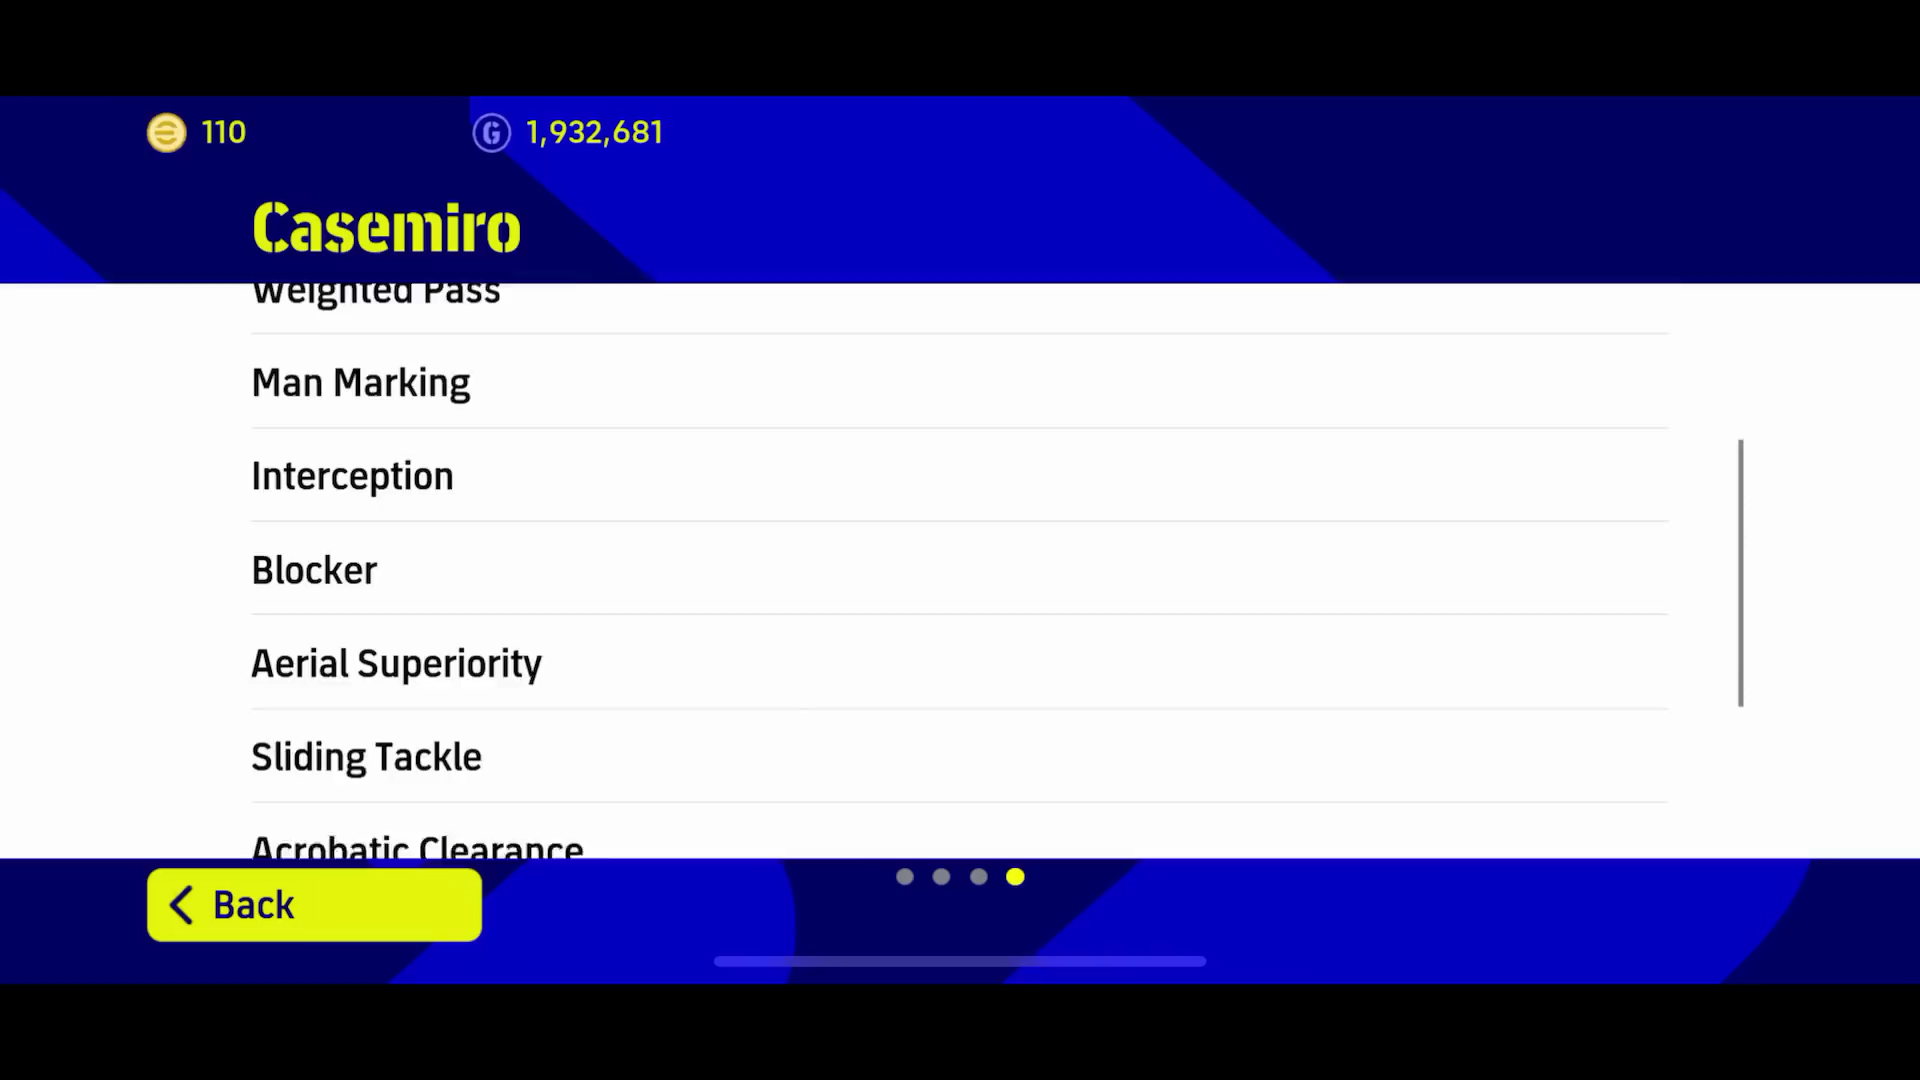 110
1,932,681
Casemiro
Weighted Pass
Man Marking
Interception
Blocker
Aerial Superiority
Sliding Tackle
Acrobatic Clearance
Back